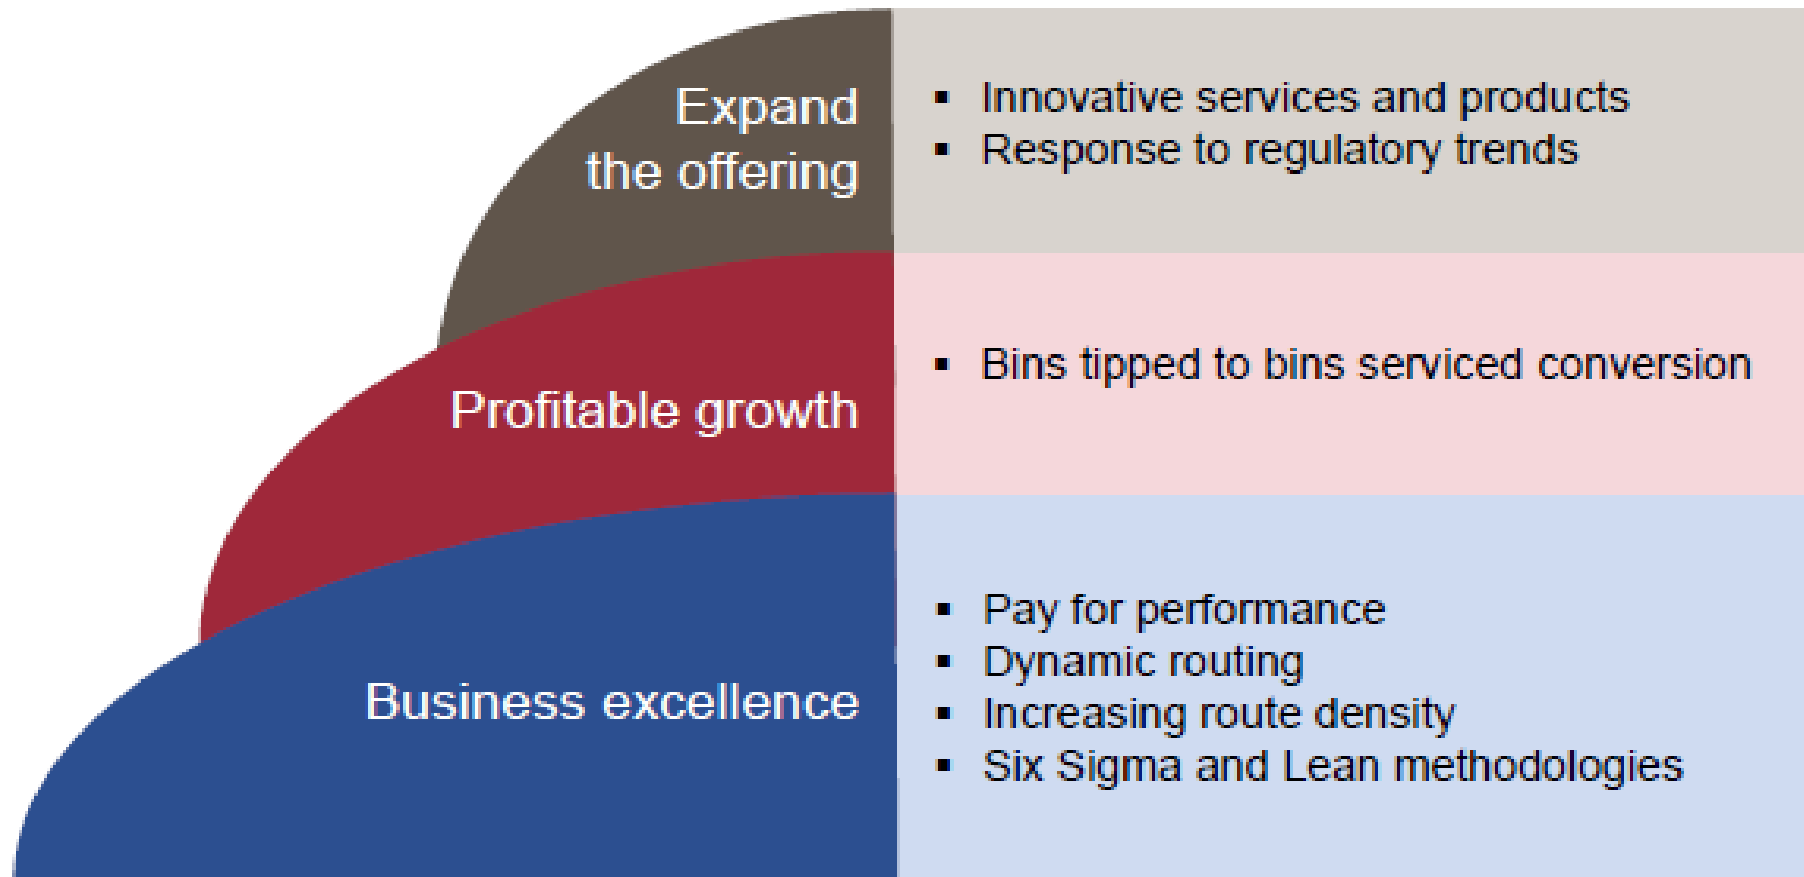 Expand
the offering
▪ Innovative services and products
▪ Response to regulatory trends
Profitable growth
▪ Bins tipped to bins serviced conversion
Business excellence
▪ Pay for performance
▪ Dynamic routing
▪ Increasing route density
▪ Six Sigma and Lean methodologies